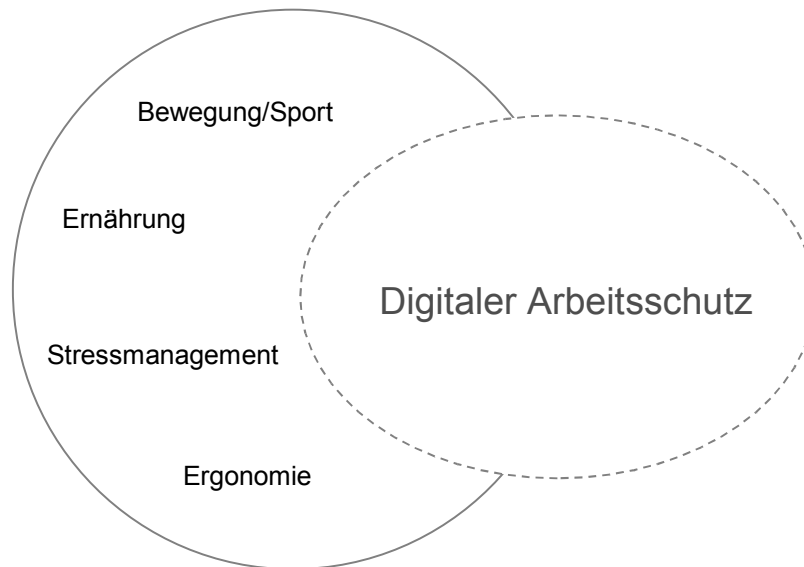 Bewegung/Sport
Ernährung
Digitaler Arbeitsschutz
Stressmanagement
Ergonomie